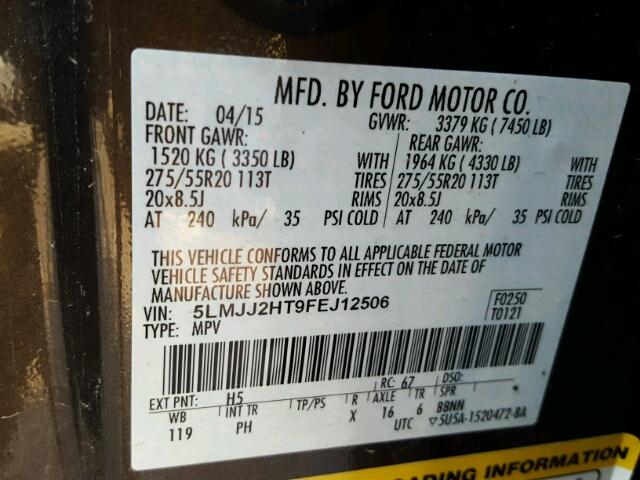 MFD. BY FORD MOTOR CO.
DATE: 04/15 GVWR: 3379 KG ( 7450 LB)
FRONT GAWR: REAR GAWR:
1520 KG ( 3350 LB) WITH 1964 KG ( 4330 LB) WITH
275/55R20 113T TIRES 275/55R20 113T TIRES
20x8.5J RIMS 20x8.5J RIMS
AT 240 kPa/ 35 PSI COLD AT 240 kPa/ 35 PSI COLD
THIS VEHICLE CONFORMS TO ALL APPLICABLE FEDERAL MOTOR
VEHICLE SAFETY STANDARDS IN EFFECT ON THE DATE OF
MANUFACTURE SHOWN ABOVE.
VIN: 5LMJJ2HT9FEJ12506 F0250
TYPE: MPV T0121
EXT PNT: H5 RC: 67 DSO:
WB INT TR TP/PS R AXLE TR SPR
119 PH X 16 6 BBNN
UTC ▽5U5A-1520472-8A
LOADING INFORMATION